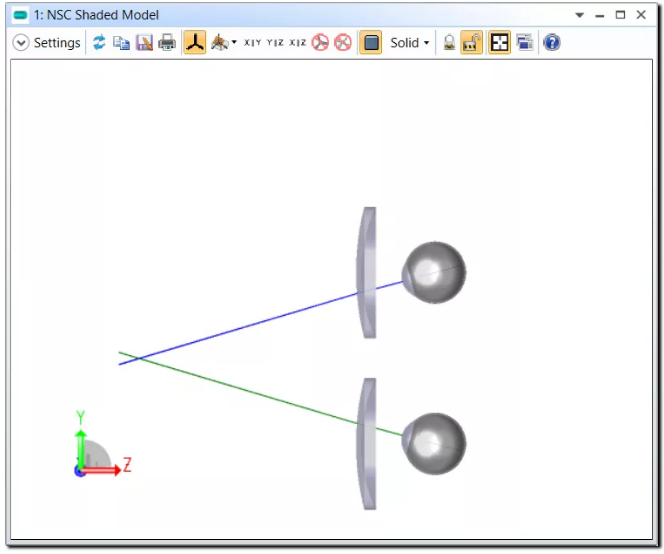 1: NSC Shaded Model
Settings X|Y Y|Z X|Z Solid
Y
Z